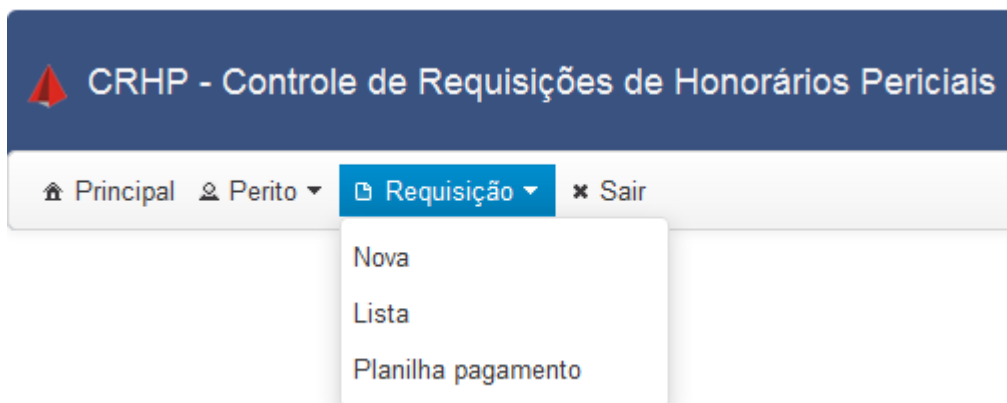 CRHP - Controle de Requisições de Honorários Periciais
Principal Perito Requisição Sair
Nova
Lista
Planilha pagamento